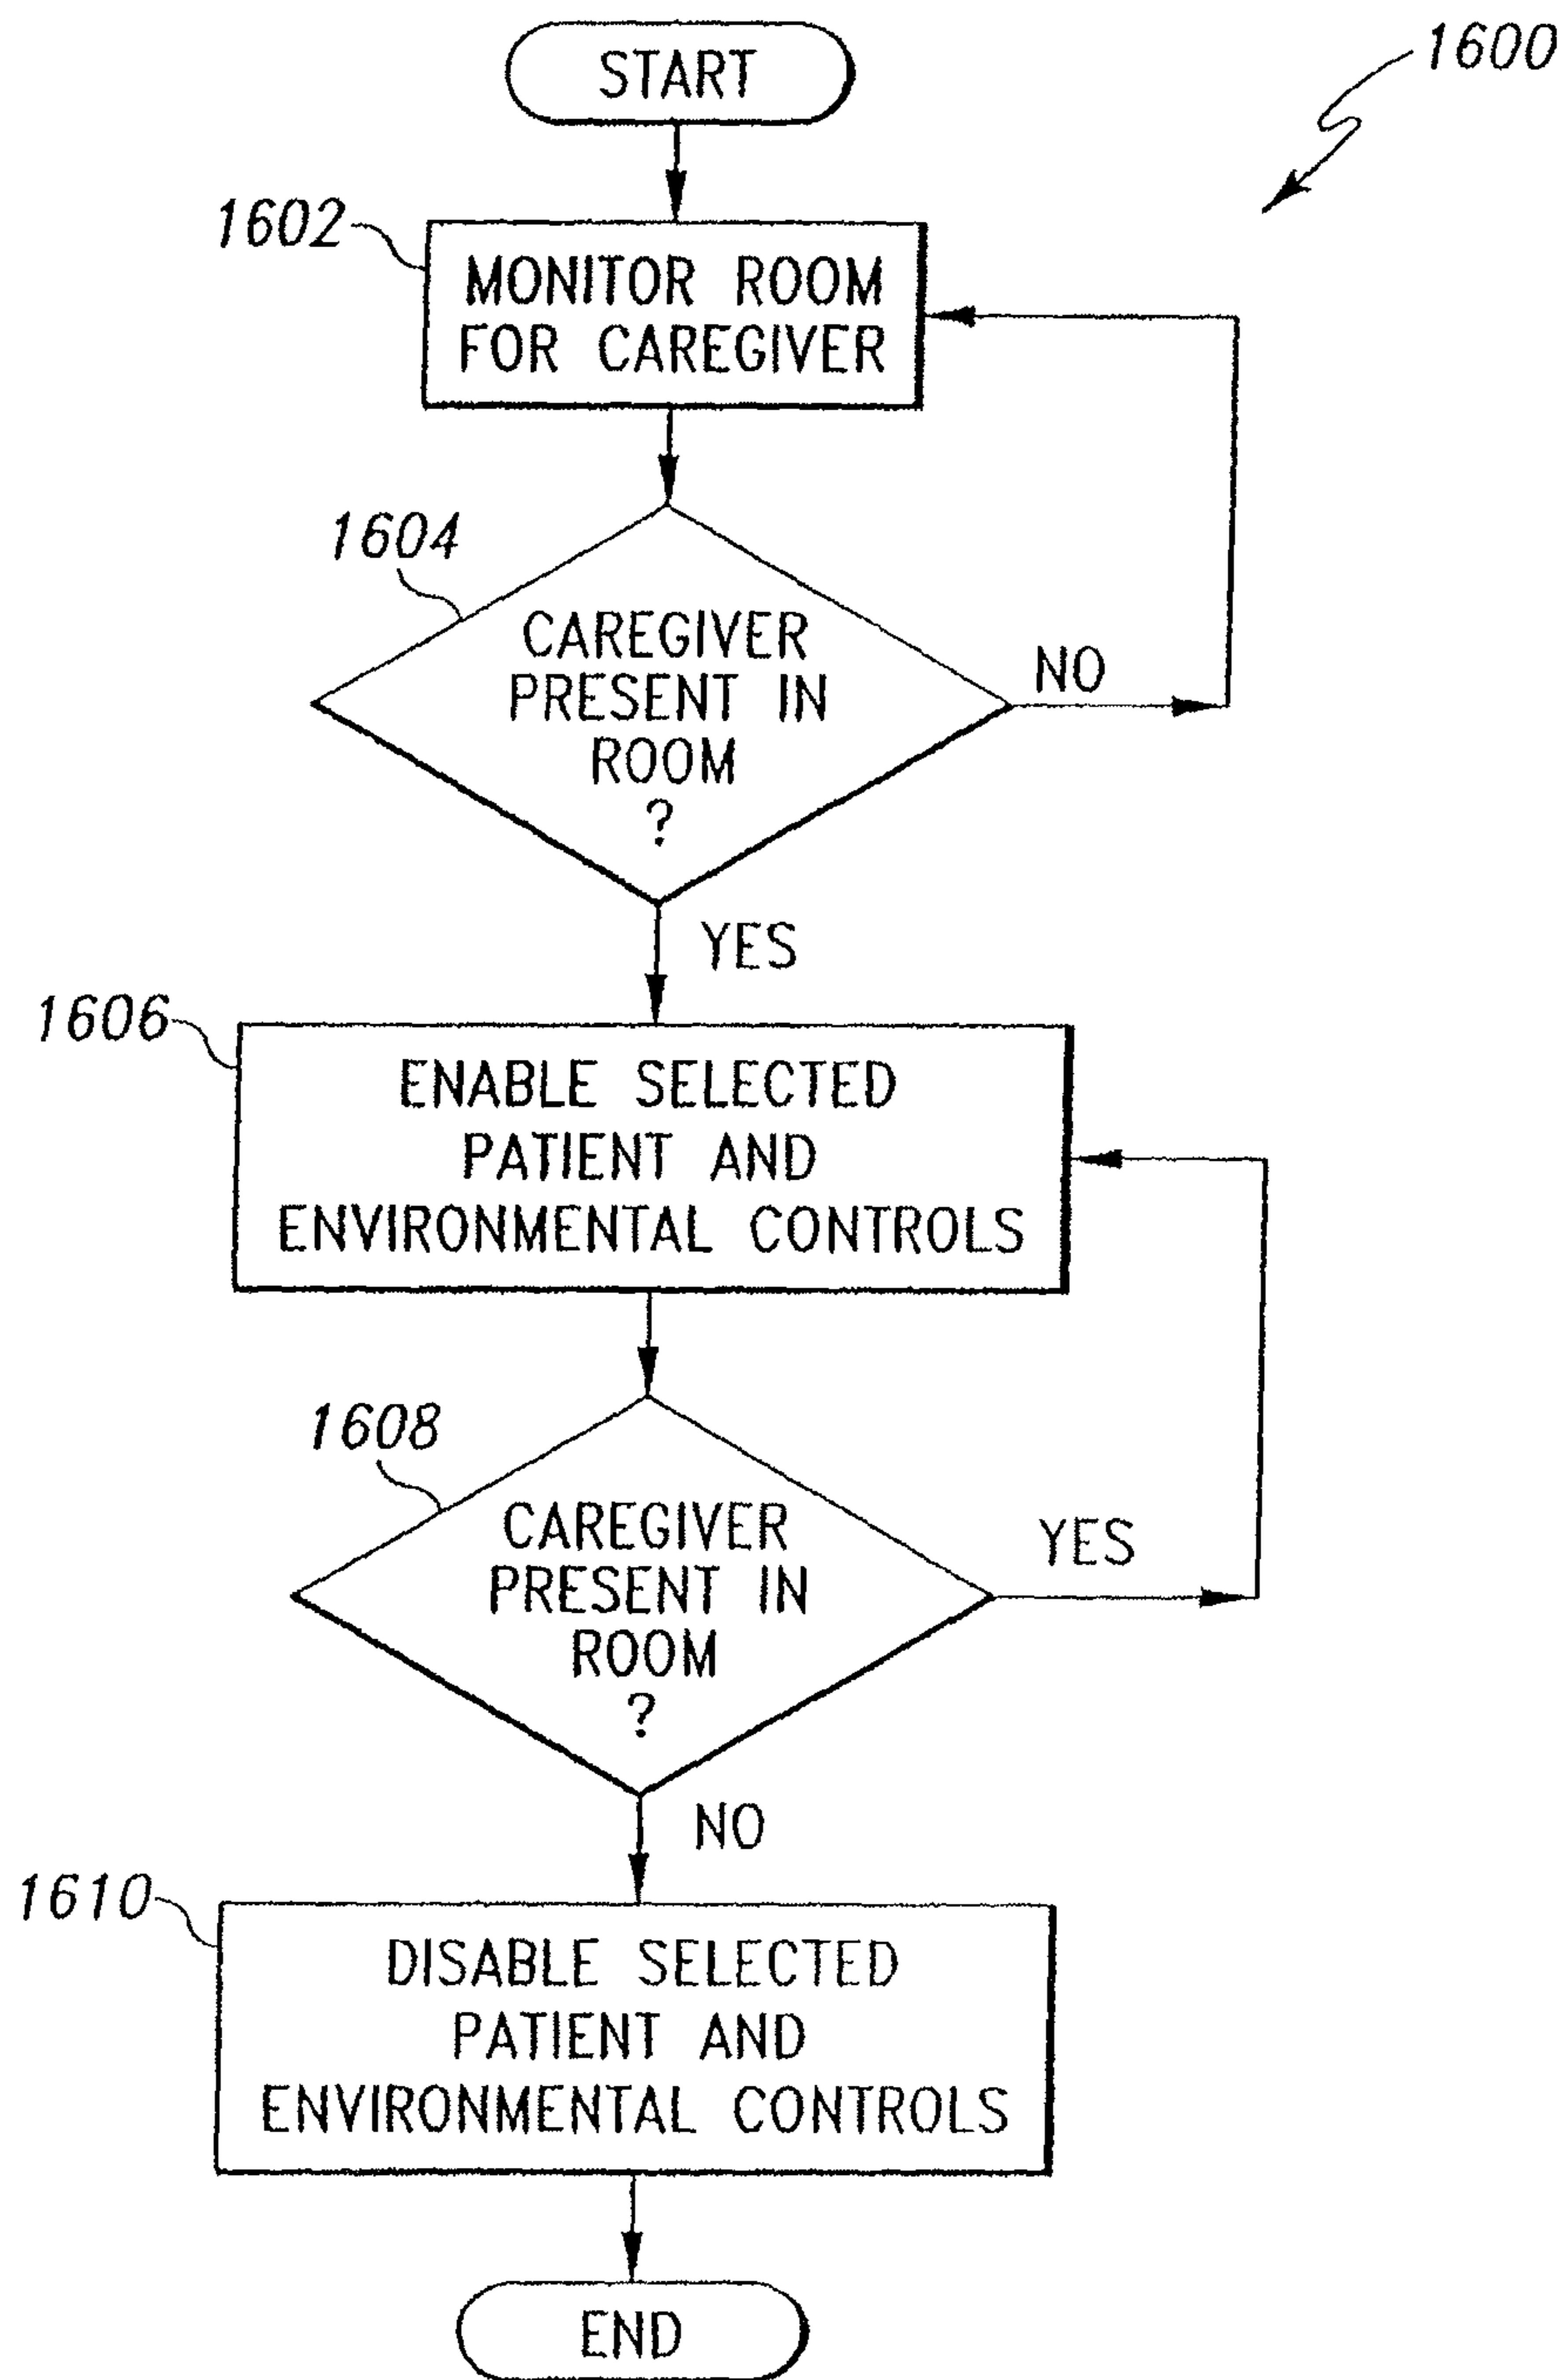 START
1600
1602
MONITOR ROOM
FOR CAREGIVER
1604
CAREGIVER
PRESENT IN
ROOM
?
NO
YES
1606
ENABLE SELECTED
PATIENT AND
ENVIRONMENTAL CONTROLS
1608
CAREGIVER
PRESENT IN
ROOM
?
YES
NO
1610
DISABLE SELECTED
PATIENT AND
ENVIRONMENTAL CONTROLS
END